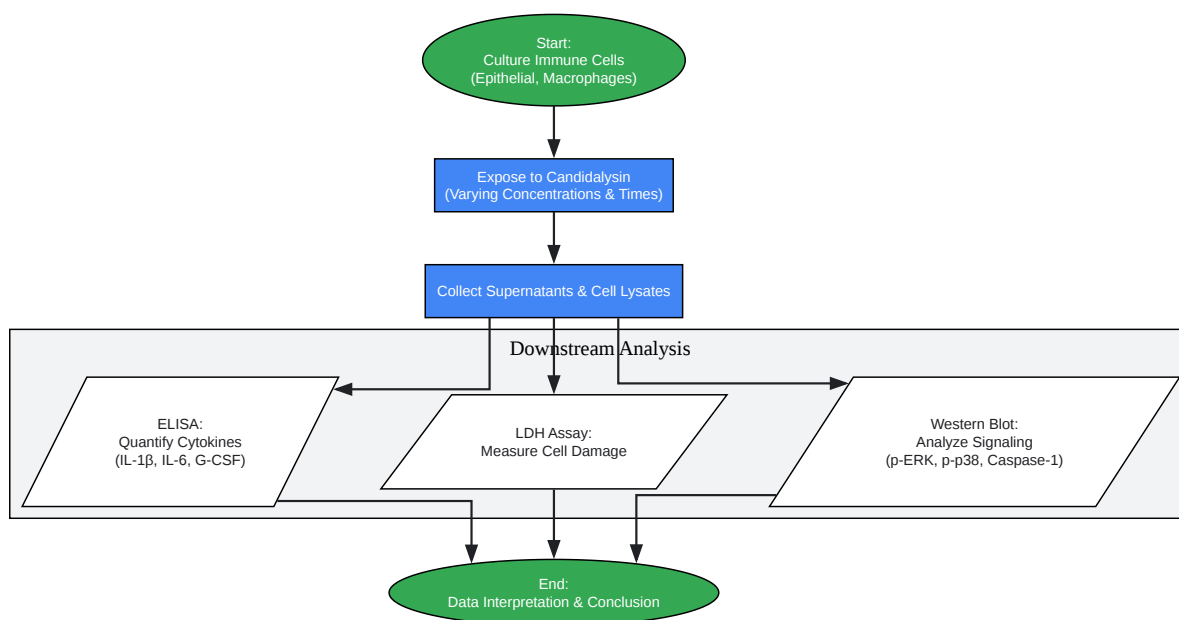 Start:
Culture Immune Cells
(Epithelial, Macrophages)
Expose to Candidalysin
(Varying Concentrations & Times)
Collect Supernatants & Cell Lysates
Downstream Analysis
ELISA:
Quantify Cytokines
(IL-1β, IL-6, G-CSF)
LDH Assay:
Measure Cell Damage
Western Blot:
Analyze Signaling
(p-ERK, p-p38, Caspase-1)
End:
Data Interpretation & Conclusion